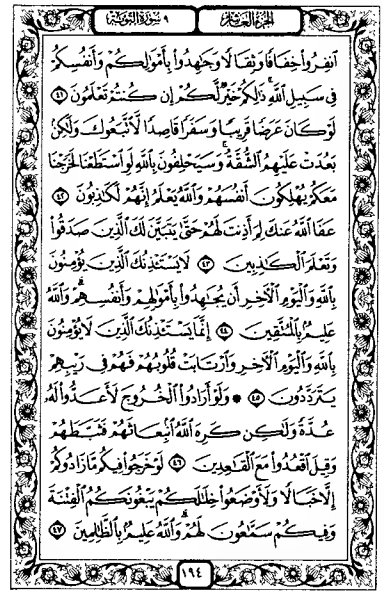 الجزء العاشر ٩ سورة التوبة
ٱنفِرُوا۟ خِفَافًا وَثِقَالًا وَجَٰهِدُوا۟ بِأَمْوَٰلِكُمْ وَأَنفُسِكُمْ
فِى سَبِيلِ ٱللَّهِ ۚ ذَٰلِكُمْ خَيْرٌ لَّكُمْ إِن كُنتُمْ تَعْلَمُونَ ٤١
لَوْ كَانَ عَرَضًا قَرِيبًا وَسَفَرًا قَاصِدًا لَّٱتَّبَعُوكَ وَلَٰكِنۢ
بَعُدَتْ عَلَيْهِمُ ٱلشُّقَّةُ ۚ وَسَيَحْلِفُونَ بِٱللَّهِ لَوِ ٱسْتَطَعْنَا لَخَرَجْنَا
مَعَكُمْ يُهْلِكُونَ أَنفُسَهُمْ وَٱللَّهُ يَعْلَمُ إِنَّهُمْ لَكَٰذِبُونَ ٤٢
عَفَا ٱللَّهُ عَنكَ لِمَ أَذِنتَ لَهُمْ حَتَّىٰ يَتَبَيَّنَ لَكَ ٱلَّذِينَ صَدَقُوا۟
وَتَعْلَمَ ٱلْكَٰذِبِينَ ٤٣ لَا يَسْتَـْٔذِنُكَ ٱلَّذِينَ يُؤْمِنُونَ
بِٱللَّهِ وَٱلْيَوْمِ ٱلْءَاخِرِ أَن يُجَٰهِدُوا۟ بِأَمْوَٰلِهِمْ وَأَنفُسِهِمْ ۗ وَٱللَّهُ
عَلِيمٌۢ بِٱلْمُتَّقِينَ ٤٤ إِنَّمَا يَسْتَـْٔذِنُكَ ٱلَّذِينَ لَا يُؤْمِنُونَ
بِٱللَّهِ وَٱلْيَوْمِ ٱلْءَاخِرِ وَٱرْتَابَتْ قُلُوبُهُمْ فَهُمْ فِى رَيْبِهِمْ
يَتَرَدَّدُونَ ٤٥ ۞ وَلَوْ أَرَادُوا۟ ٱلْخُرُوجَ لَأَعَدُّوا۟ لَهُۥ
عُدَّةً وَلَٰكِن كَرِهَ ٱللَّهُ ٱنۢبِعَاثَهُمْ فَثَبَّطَهُمْ
وَقِيلَ ٱقْعُدُوا۟ مَعَ ٱلْقَٰعِدِينَ ٤٦ لَوْ خَرَجُوا۟ فِيكُم مَّا زَادُوكُمْ
إِلَّا خَبَالًا وَلَأَوْضَعُوا۟ خِلَٰلَكُمْ يَبْغُونَكُمُ ٱلْفِتْنَةَ
وَفِيكُمْ سَمَّٰعُونَ لَهُمْ ۗ وَٱللَّهُ عَلِيمٌۢ بِٱلظَّٰلِمِينَ ٤٧
١٩٤